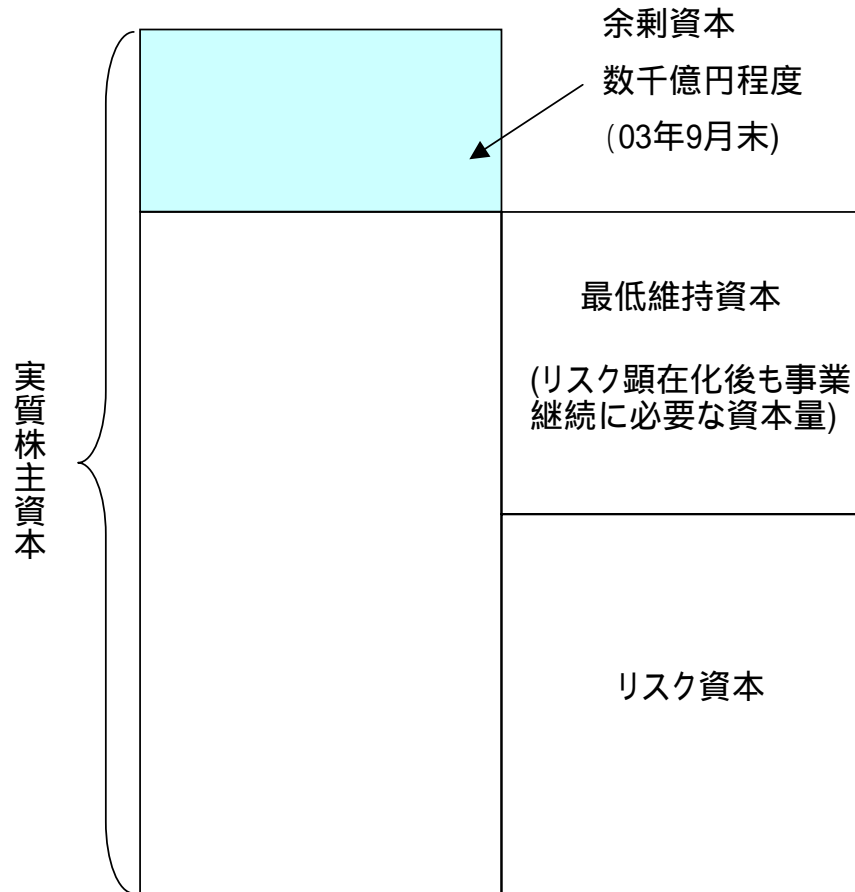 余剰資本
数千億円程度
(03年9月末)
最低維持資本
(リスク顕在化後も事業
継続に必要な資本量)
実質株主資本
リスク資本